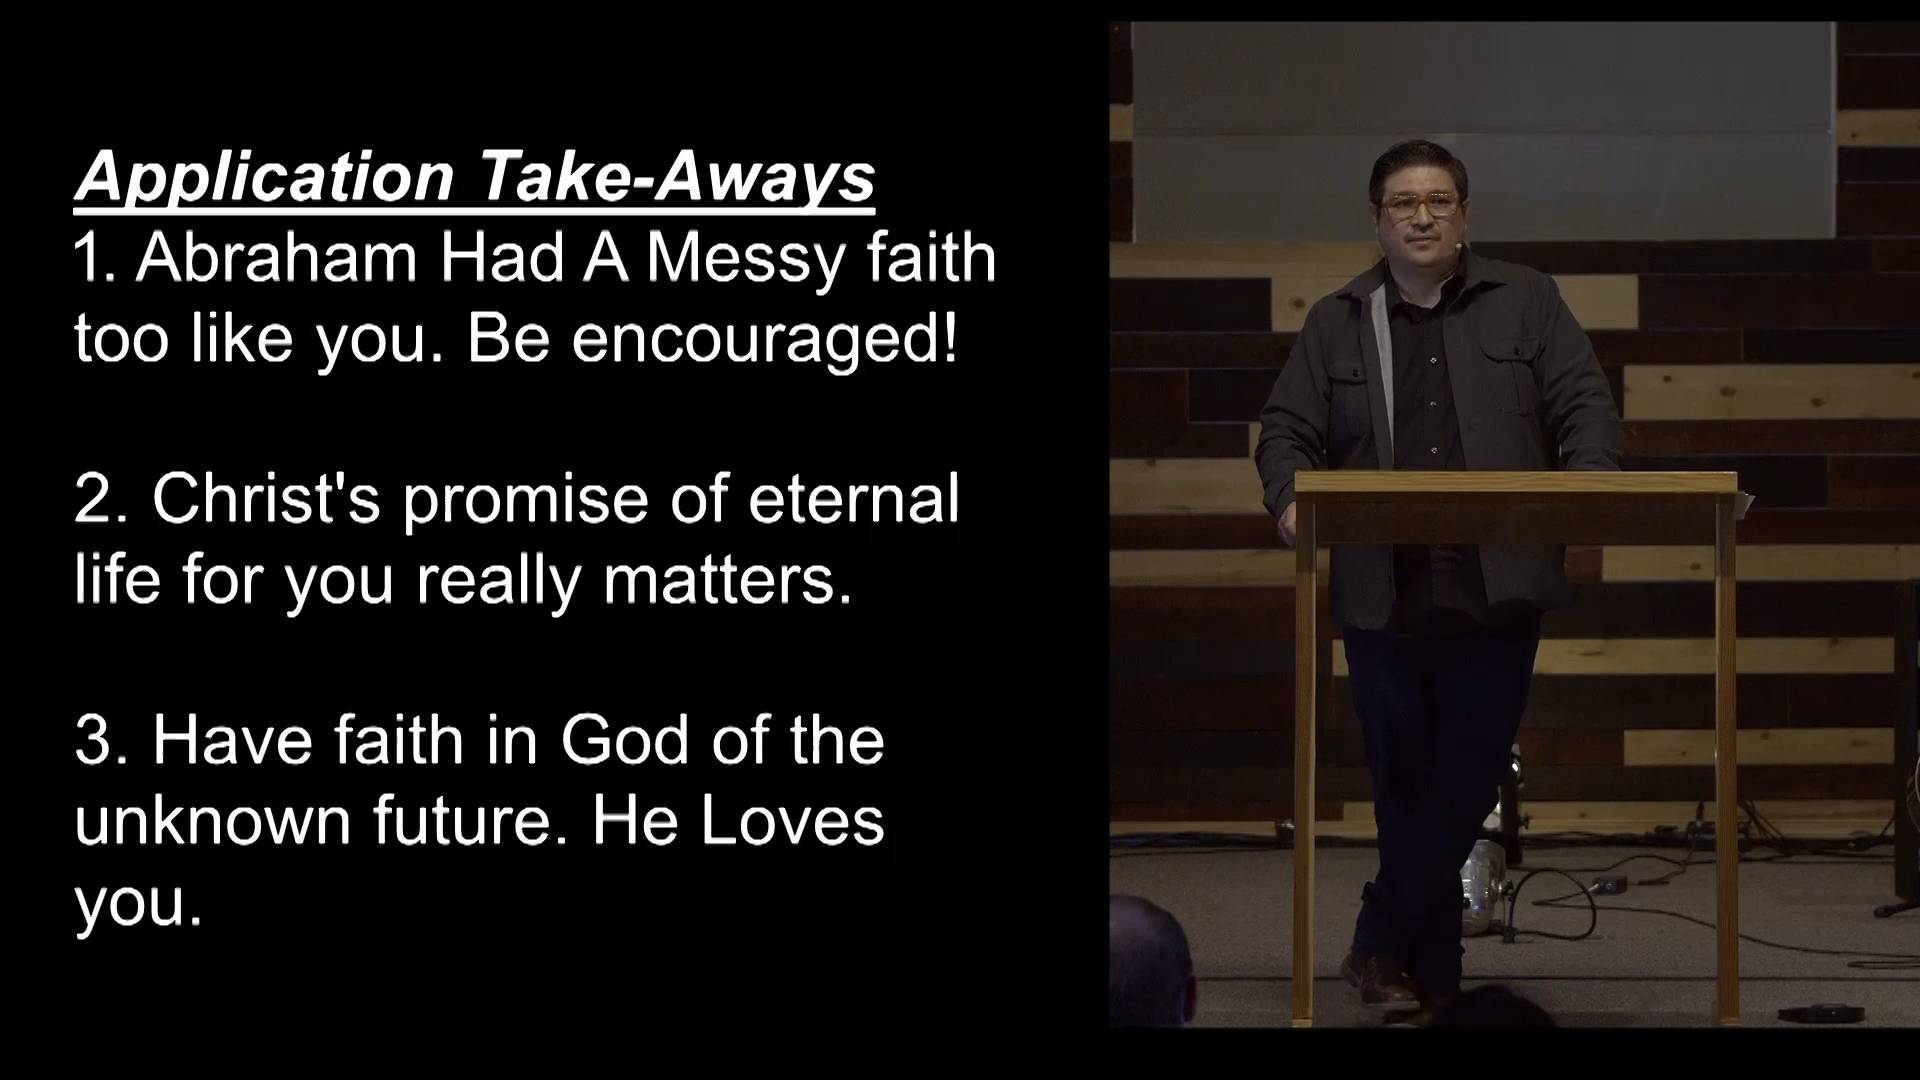 Application Take-Aways
1. Abraham Had A Messy faith
too like you. Be encouraged!
2. Christ's promise of eternal
life for you really matters.
3. Have faith in God of the
unknown future. He Loves
you.